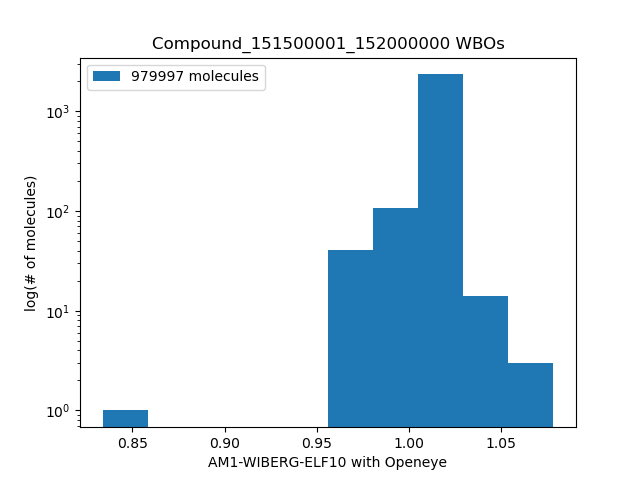 Compound_151500001_152000000 WBOs
979997 molecules
log(# of molecules)
10³
10²
10¹
10⁰
0.85 0.90 0.95 1.00 1.05
AM1-WIBERG-ELF10 with Openeye